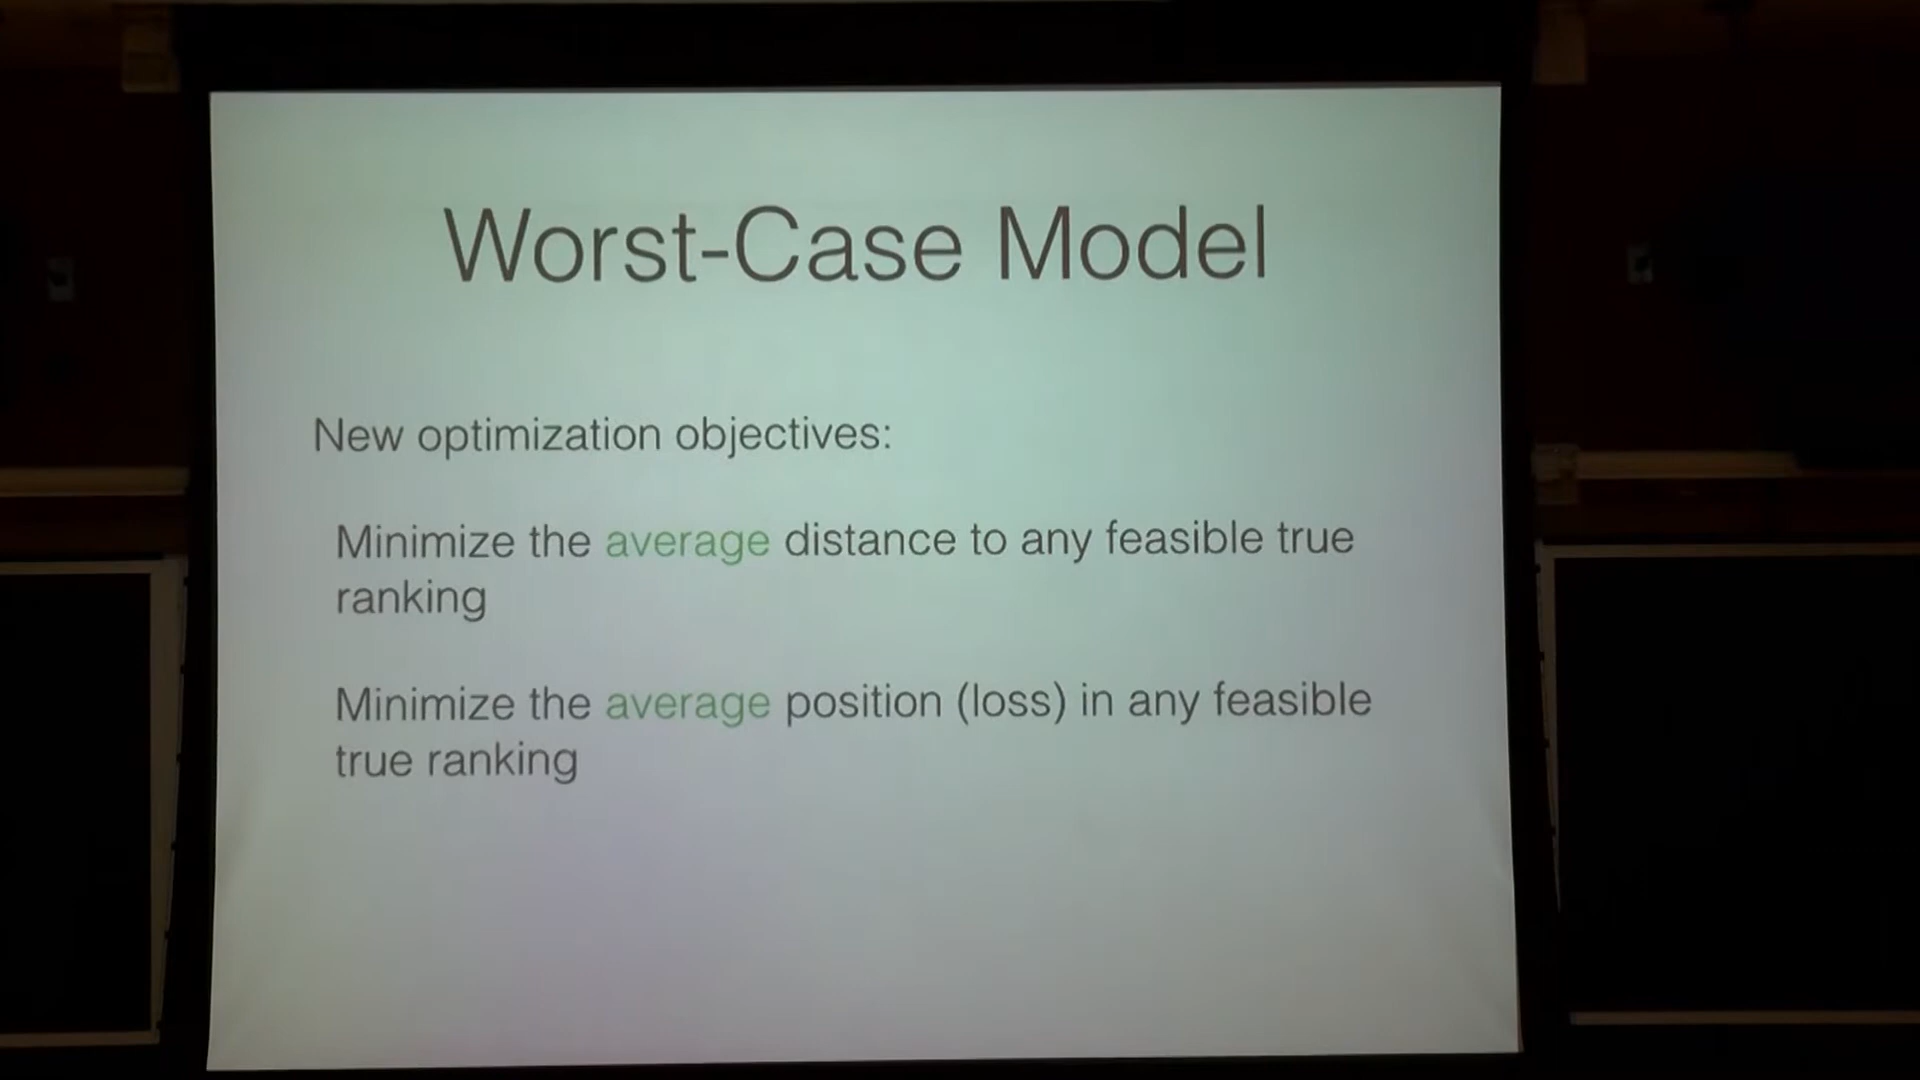 Worst-Case Model
New optimization objectives:
Minimize the average distance to any feasible true
ranking
Minimize the average position (loss) in any feasible
true ranking